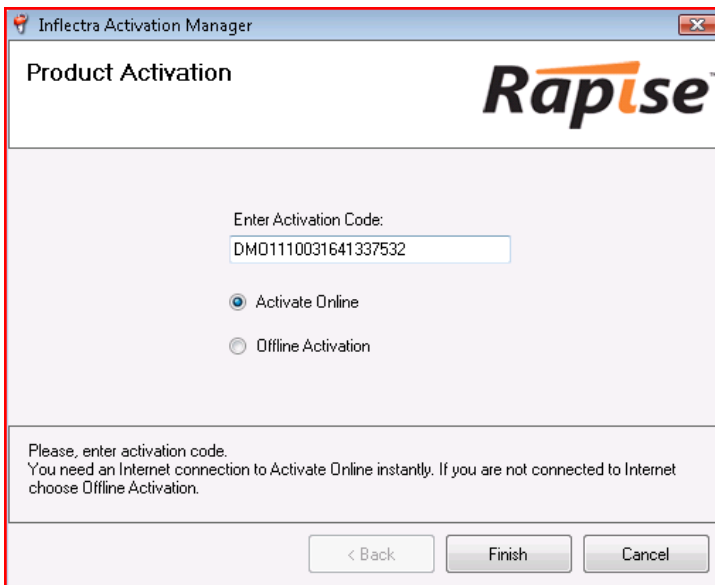 Inflectra Activation Manager
Product Activation
Rapise
Enter Activation Code:
DMO1110031641337532
Activate Online
Offline Activation
Please, enter activation code.
You need an Internet connection to Activate Online instantly. If you are not connected to Internet
choose Offline Activation.
< Back
Finish
Cancel